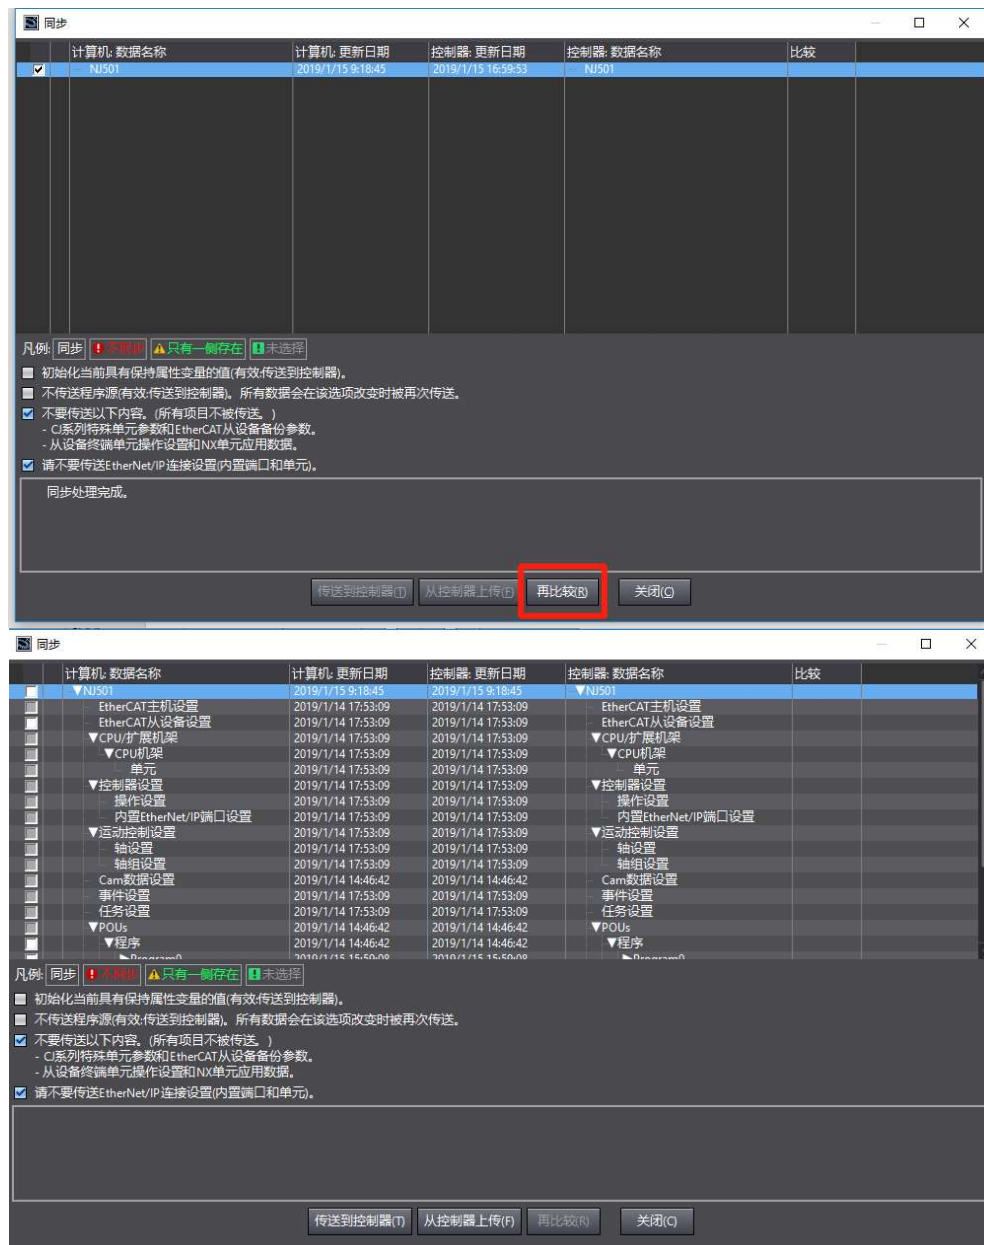 同步
计算机: 数据名称 计算机: 更新日期 控制器: 更新日期 控制器: 数据名称 比较
NJ501 2019/1/15 9:18:45 2019/1/15 16:59:53 NJ501
凡例: 同步 不同步 只有一侧存在 未选择
初始化当前具有保持属性变量的值(有效:传送到控制器)。
不传送程序源(有效:传送到控制器)。所有数据会在该选项改变时被再次传送。
不要传送以下内容。(所有项目不被传送。)
- CJ系列特殊单元参数和EtherCAT从设备备份参数。
- 从设备终端单元操作设置和NX单元应用数据。
请不要传送EtherNet/IP连接设置(内置端口和单元)。
同步处理完成。
传送到控制器(T) 从控制器上传(F) 再比较(R) 关闭(C)
同步
计算机: 数据名称 计算机: 更新日期 控制器: 更新日期 控制器: 数据名称 比较
▼NJ501 2019/1/15 9:18:45 2019/1/15 9:18:45 ▼NJ501
EtherCAT主机设置 2019/1/14 17:53:09 2019/1/14 17:53:09 EtherCAT主机设置
EtherCAT从设备设置 2019/1/14 17:53:09 2019/1/14 17:53:09 EtherCAT从设备设置
▼CPU/扩展机架 2019/1/14 17:53:09 2019/1/14 17:53:09 ▼CPU/扩展机架
▼CPU机架 2019/1/14 17:53:09 2019/1/14 17:53:09 ▼CPU机架
单元 2019/1/14 17:53:09 2019/1/14 17:53:09 单元
▼控制器设置 2019/1/14 17:53:09 2019/1/14 17:53:09 ▼控制器设置
操作设置 2019/1/14 17:53:09 2019/1/14 17:53:09 操作设置
内置EtherNet/IP端口设置 2019/1/14 17:53:09 2019/1/14 17:53:09 内置EtherNet/IP端口设置
▼运动控制设置 2019/1/14 17:53:09 2019/1/14 17:53:09 ▼运动控制设置
轴设置 2019/1/14 17:53:09 2019/1/14 17:53:09 轴设置
轴组设置 2019/1/14 17:53:09 2019/1/14 17:53:09 轴组设置
Cam数据设置 2019/1/14 14:46:42 2019/1/14 14:46:42 Cam数据设置
事件设置 2019/1/14 17:53:09 2019/1/14 17:53:09 事件设置
任务设置 2019/1/14 17:53:09 2019/1/14 17:53:09 任务设置
▼POUs 2019/1/14 14:46:42 2019/1/14 14:46:42 ▼POUs
▼程序 2019/1/14 14:46:42 2019/1/14 14:46:42 ▼程序
▶Program0 2019/1/15 15:59:08 2019/1/15 15:59:08 ▶Program0
凡例: 同步 不同步 只有一侧存在 未选择
初始化当前具有保持属性变量的值(有效:传送到控制器)。
不传送程序源(有效:传送到控制器)。所有数据会在该选项改变时被再次传送。
不要传送以下内容。(所有项目不被传送。)
- CJ系列特殊单元参数和EtherCAT从设备备份参数。
- 从设备终端单元操作设置和NX单元应用数据。
请不要传送EtherNet/IP连接设置(内置端口和单元)。
传送到控制器(T) 从控制器上传(F) 再比较(R) 关闭(C)